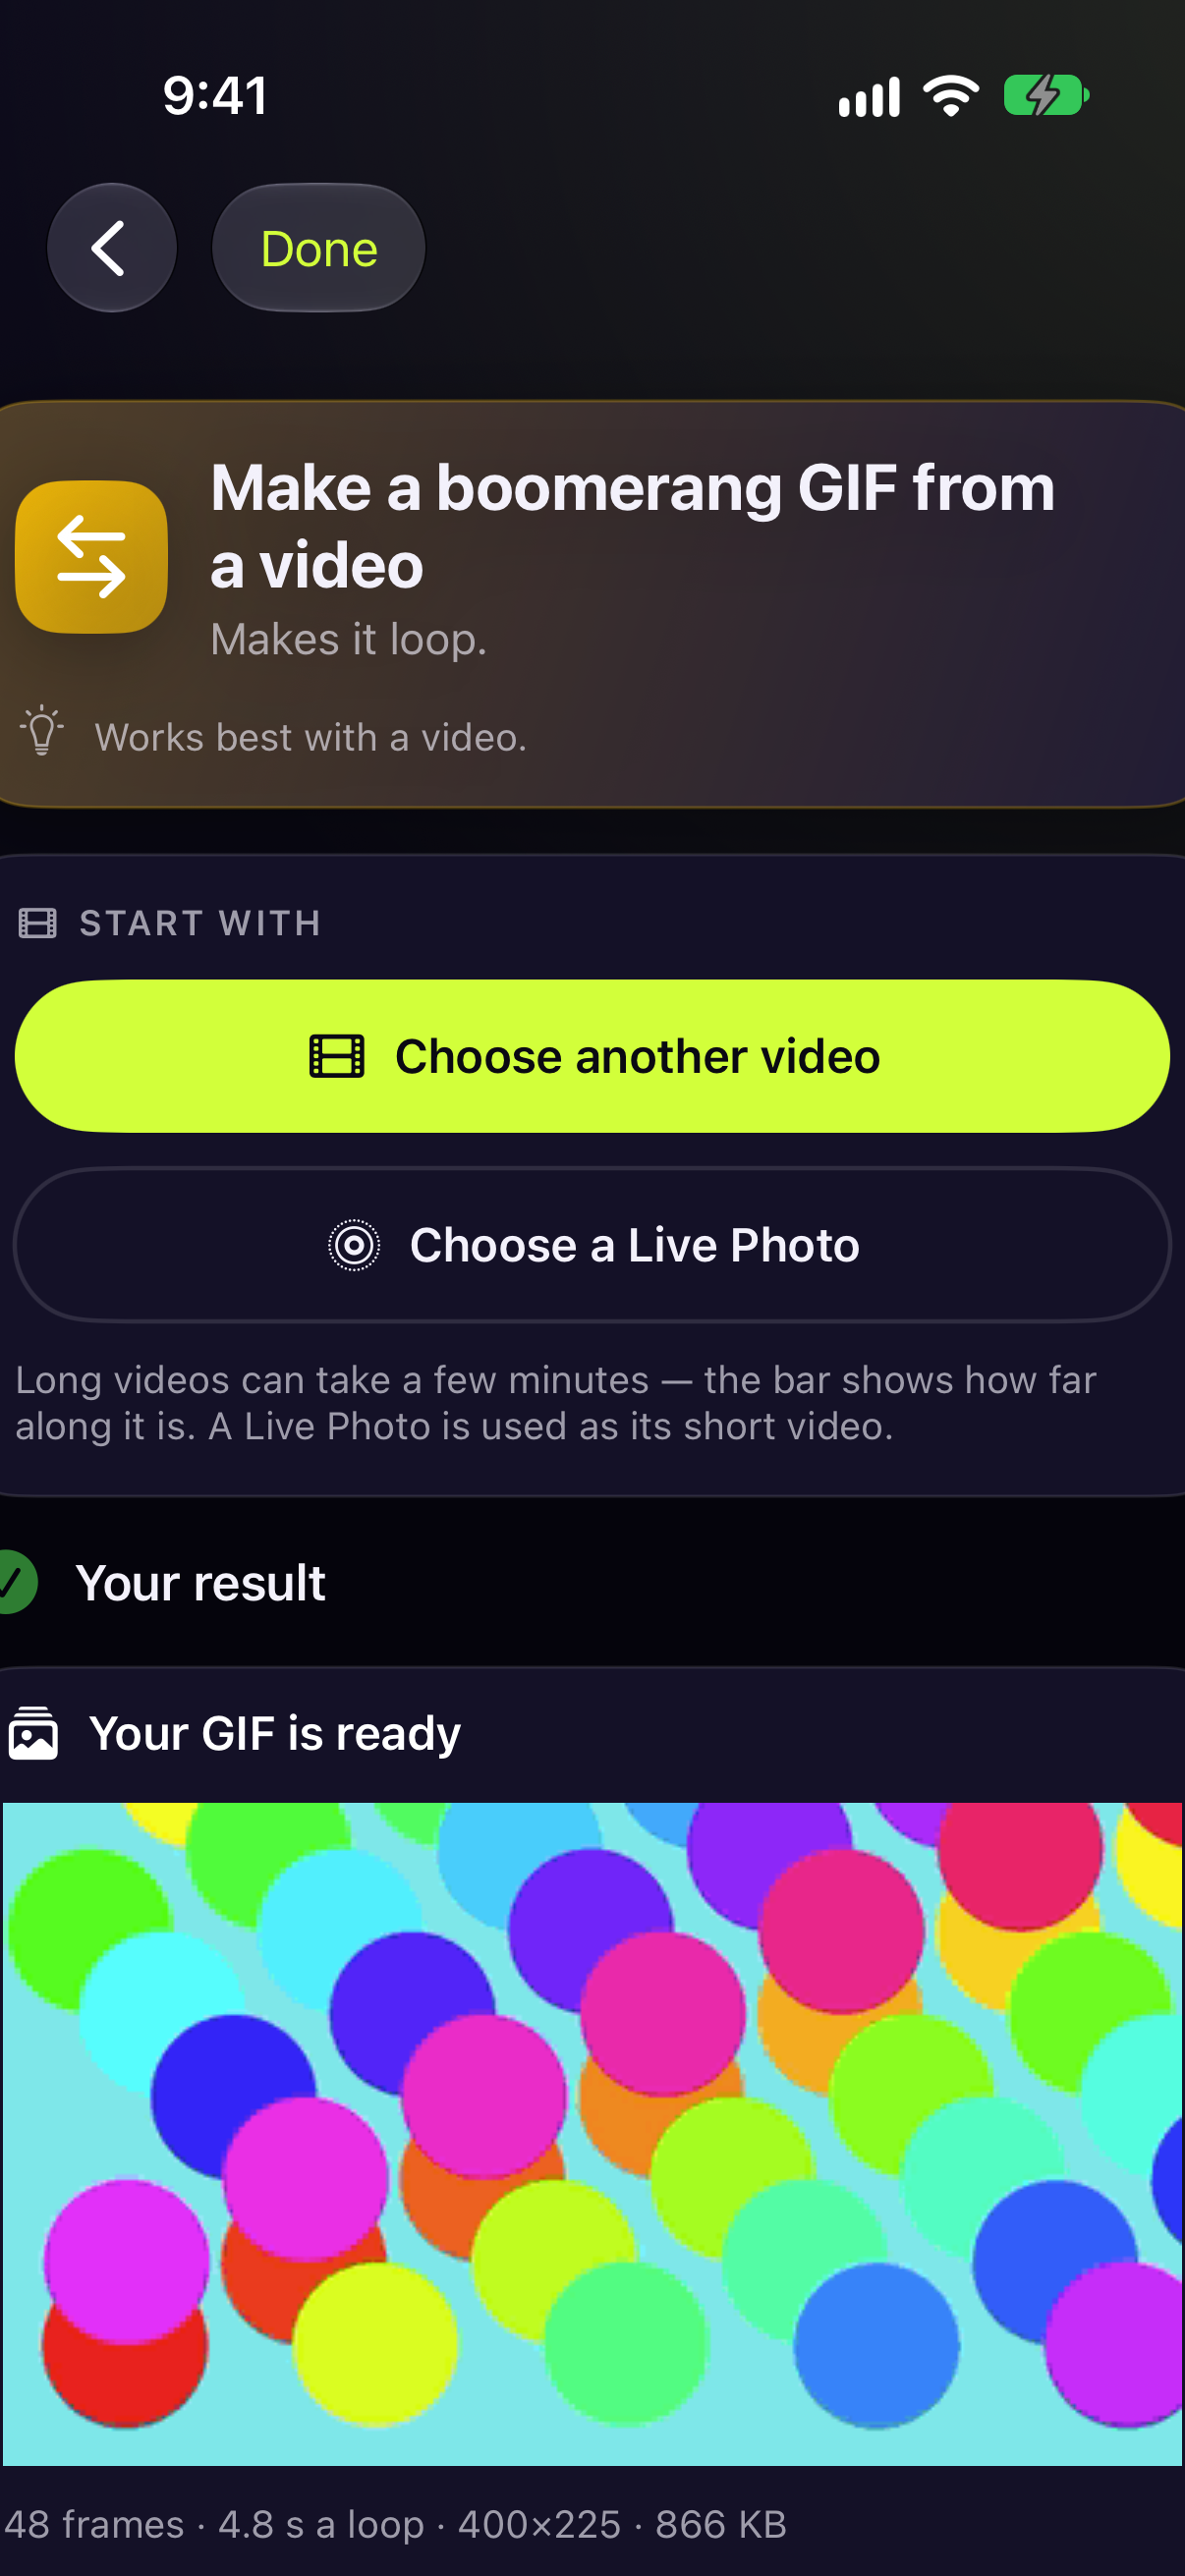 9:41
Done
Make a boomerang GIF from
a video
Makes it loop.
Works best with a video.
START WITH
Choose another video
Choose a Live Photo
Long videos can take a few minutes — the bar shows how far
along it is. A Live Photo is used as its short video.
Your result
Your GIF is ready
48 frames · 4.8 s a loop · 400×225 · 866 KB